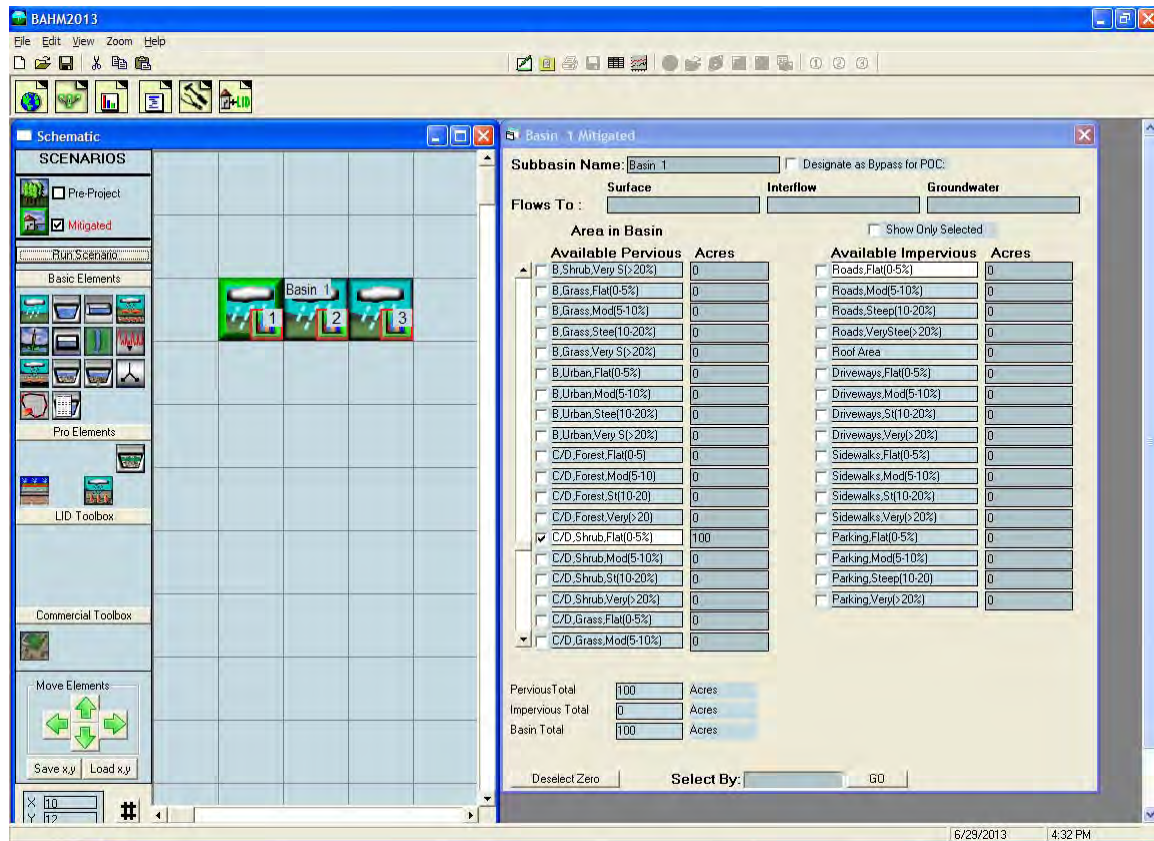 BAHM2013
File Edit View Zoom Help
Schematic
SCENARIOS
Pre-Project
Mitigated
Run Scenario
Basic Elements
Pro Elements
LID Toolbox
Commercial Toolbox
Move Elements
Save x,y Load x,y
X 10
Y 12
#
+LID
Basin 1
1 2 3
Basin 1 Mitigated
Subbasin Name: Basin 1 Designate as Bypass for POC:
Surface Interflow Groundwater
Flows To :
Area in Basin Show Only Selected
Available Pervious Acres Available Impervious Acres
B,Shrub,Very S(>20%) 0 Roads,Flat(0-5%) 0
B,Grass,Flat(0-5%) 0 Roads,Mod(5-10%) 0
B,Grass,Mod(5-10%) 0 Roads,Steep(10-20%) 0
B,Grass,Stee(10-20%) 0 Roads,VerySteep(>20%) 0
B,Grass,Very S(>20%) 0 Roof Area 0
B,Urban,Flat(0-5%) 0 Driveways,Flat(0-5%) 0
B,Urban,Mod(5-10%) 0 Driveways,Mod(5-10%) 0
B,Urban,Stee(10-20%) 0 Driveways,St(10-20%) 0
B,Urban,Very S(>20%) 0 Driveways,Very(>20%) 0
C/D,Forest,Flat(0-5) 0 Sidewalks,Flat(0-5%) 0
C/D,Forest,Mod(5-10) 0 Sidewalks,Mod(5-10%) 0
C/D,Forest,St(10-20) 0 Sidewalks,St(10-20%) 0
C/D,Forest,Very(>20) 0 Sidewalks,Very(>20%) 0
C/D,Shrub,Flat(0-5%) 100 Parking,Flat(0-5%) 0
C/D,Shrub,Mod(5-10%) 0 Parking,Mod(5-10%) 0
C/D,Shrub,St(10-20%) 0 Parking,Steep(10-20) 0
C/D,Shrub,Very(>20%) 0 Parking,Very(>20%) 0
C/D,Grass,Flat(0-5%) 0
C/D,Grass,Mod(5-10%) 0
PerviousTotal 100 Acres
Impervious Total 0 Acres
Basin Total 100 Acres
Deselect Zero Select By: GO
6/29/2013 4:32 PM